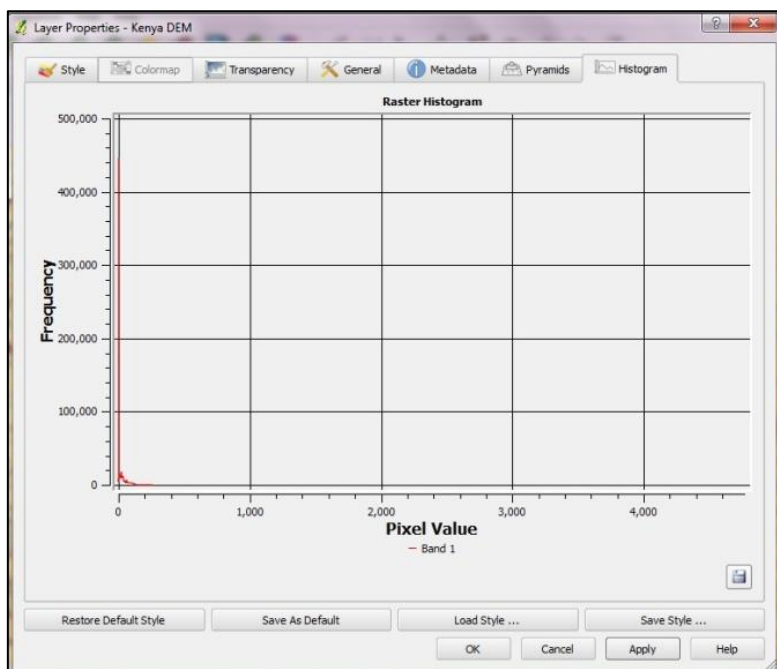 Layer Properties - Kenya DEM
Style Colormap Transparency General Metadata Pyramids Histogram
Raster Histogram
500,000
400,000
300,000
200,000
100,000
0
Frequency
0 1,000 2,000 3,000 4,000
Pixel Value
Band 1
Restore Default Style Save As Default Load Style ... Save Style ...
OK Cancel Apply Help